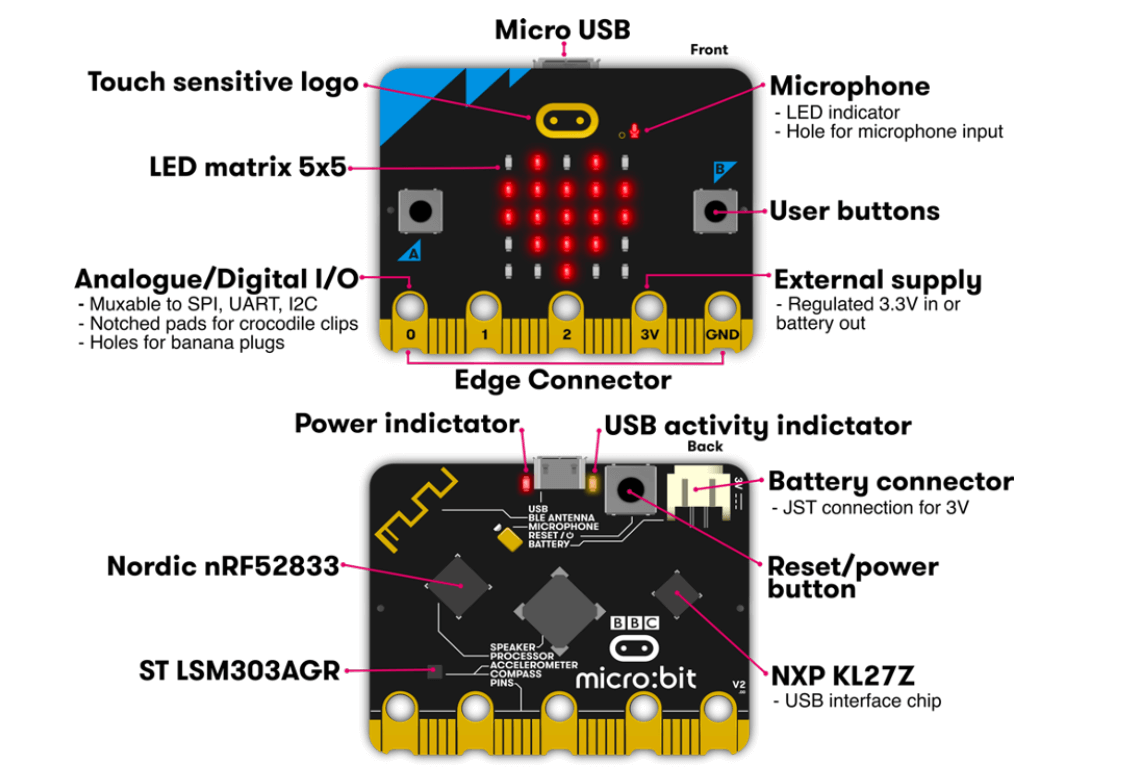 Micro USB
Front
Touch sensitive logo
Microphone
- LED indicator
- Hole for microphone input
LED matrix 5x5
B
User buttons
A
Analogue/Digital I/O
- Muxable to SPI, UART, I2C
- Notched pads for crocodile clips
- Holes for banana plugs
External supply
- Regulated 3.3V in or
battery out
0
1
2
3V
GND
Edge Connector
Power indictator
USB activity indictator
Back
Battery connector
- JST connection for 3V
3V
USB
BLE ANTENNA
MICROPHONE
RESET / O
BATTERY
Nordic nRF52833
Reset/power
button
BBC
micro:bit
SPEAKER
PROCESSOR
ACCELEROMETER
COMPASS
PINS
ST LSM303AGR
V2
NXP KL27Z
- USB interface chip